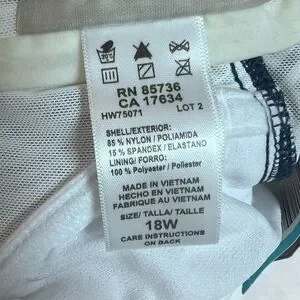 RN 85736
CA 17634
HW75071 LOT 2
SHELL/EXTERIOR:
85 % NYLON / POLIAMIDA
15 % SPANDEX / ELASTANO
LINING/ FORRO:
100 % Polyester / Poliester
MADE IN VIETNAM
HECHO EN VIETNAM
FABRIQUE AU VIETNAM
SIZE/ TALLA/ TAILLE
18W
CARE INSTRUCTIONS
ON BACK